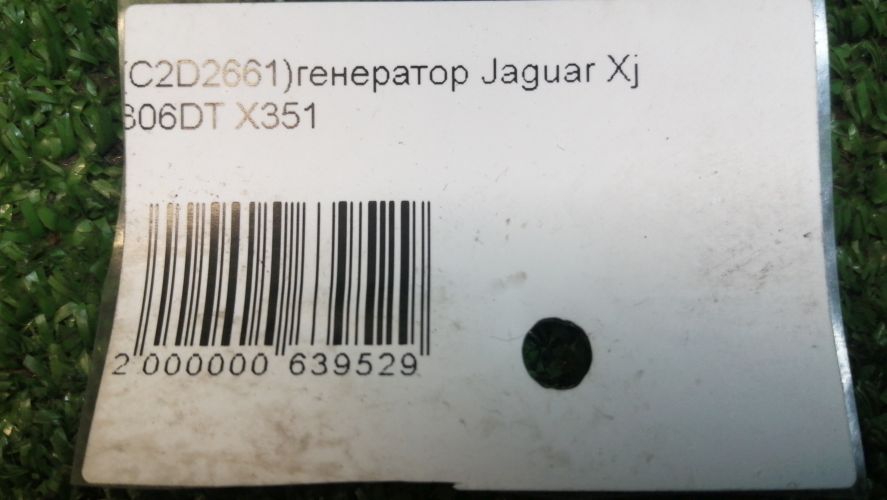 (C2D2661)генератор Jaguar Xj
306DT X351
2 000000 639529